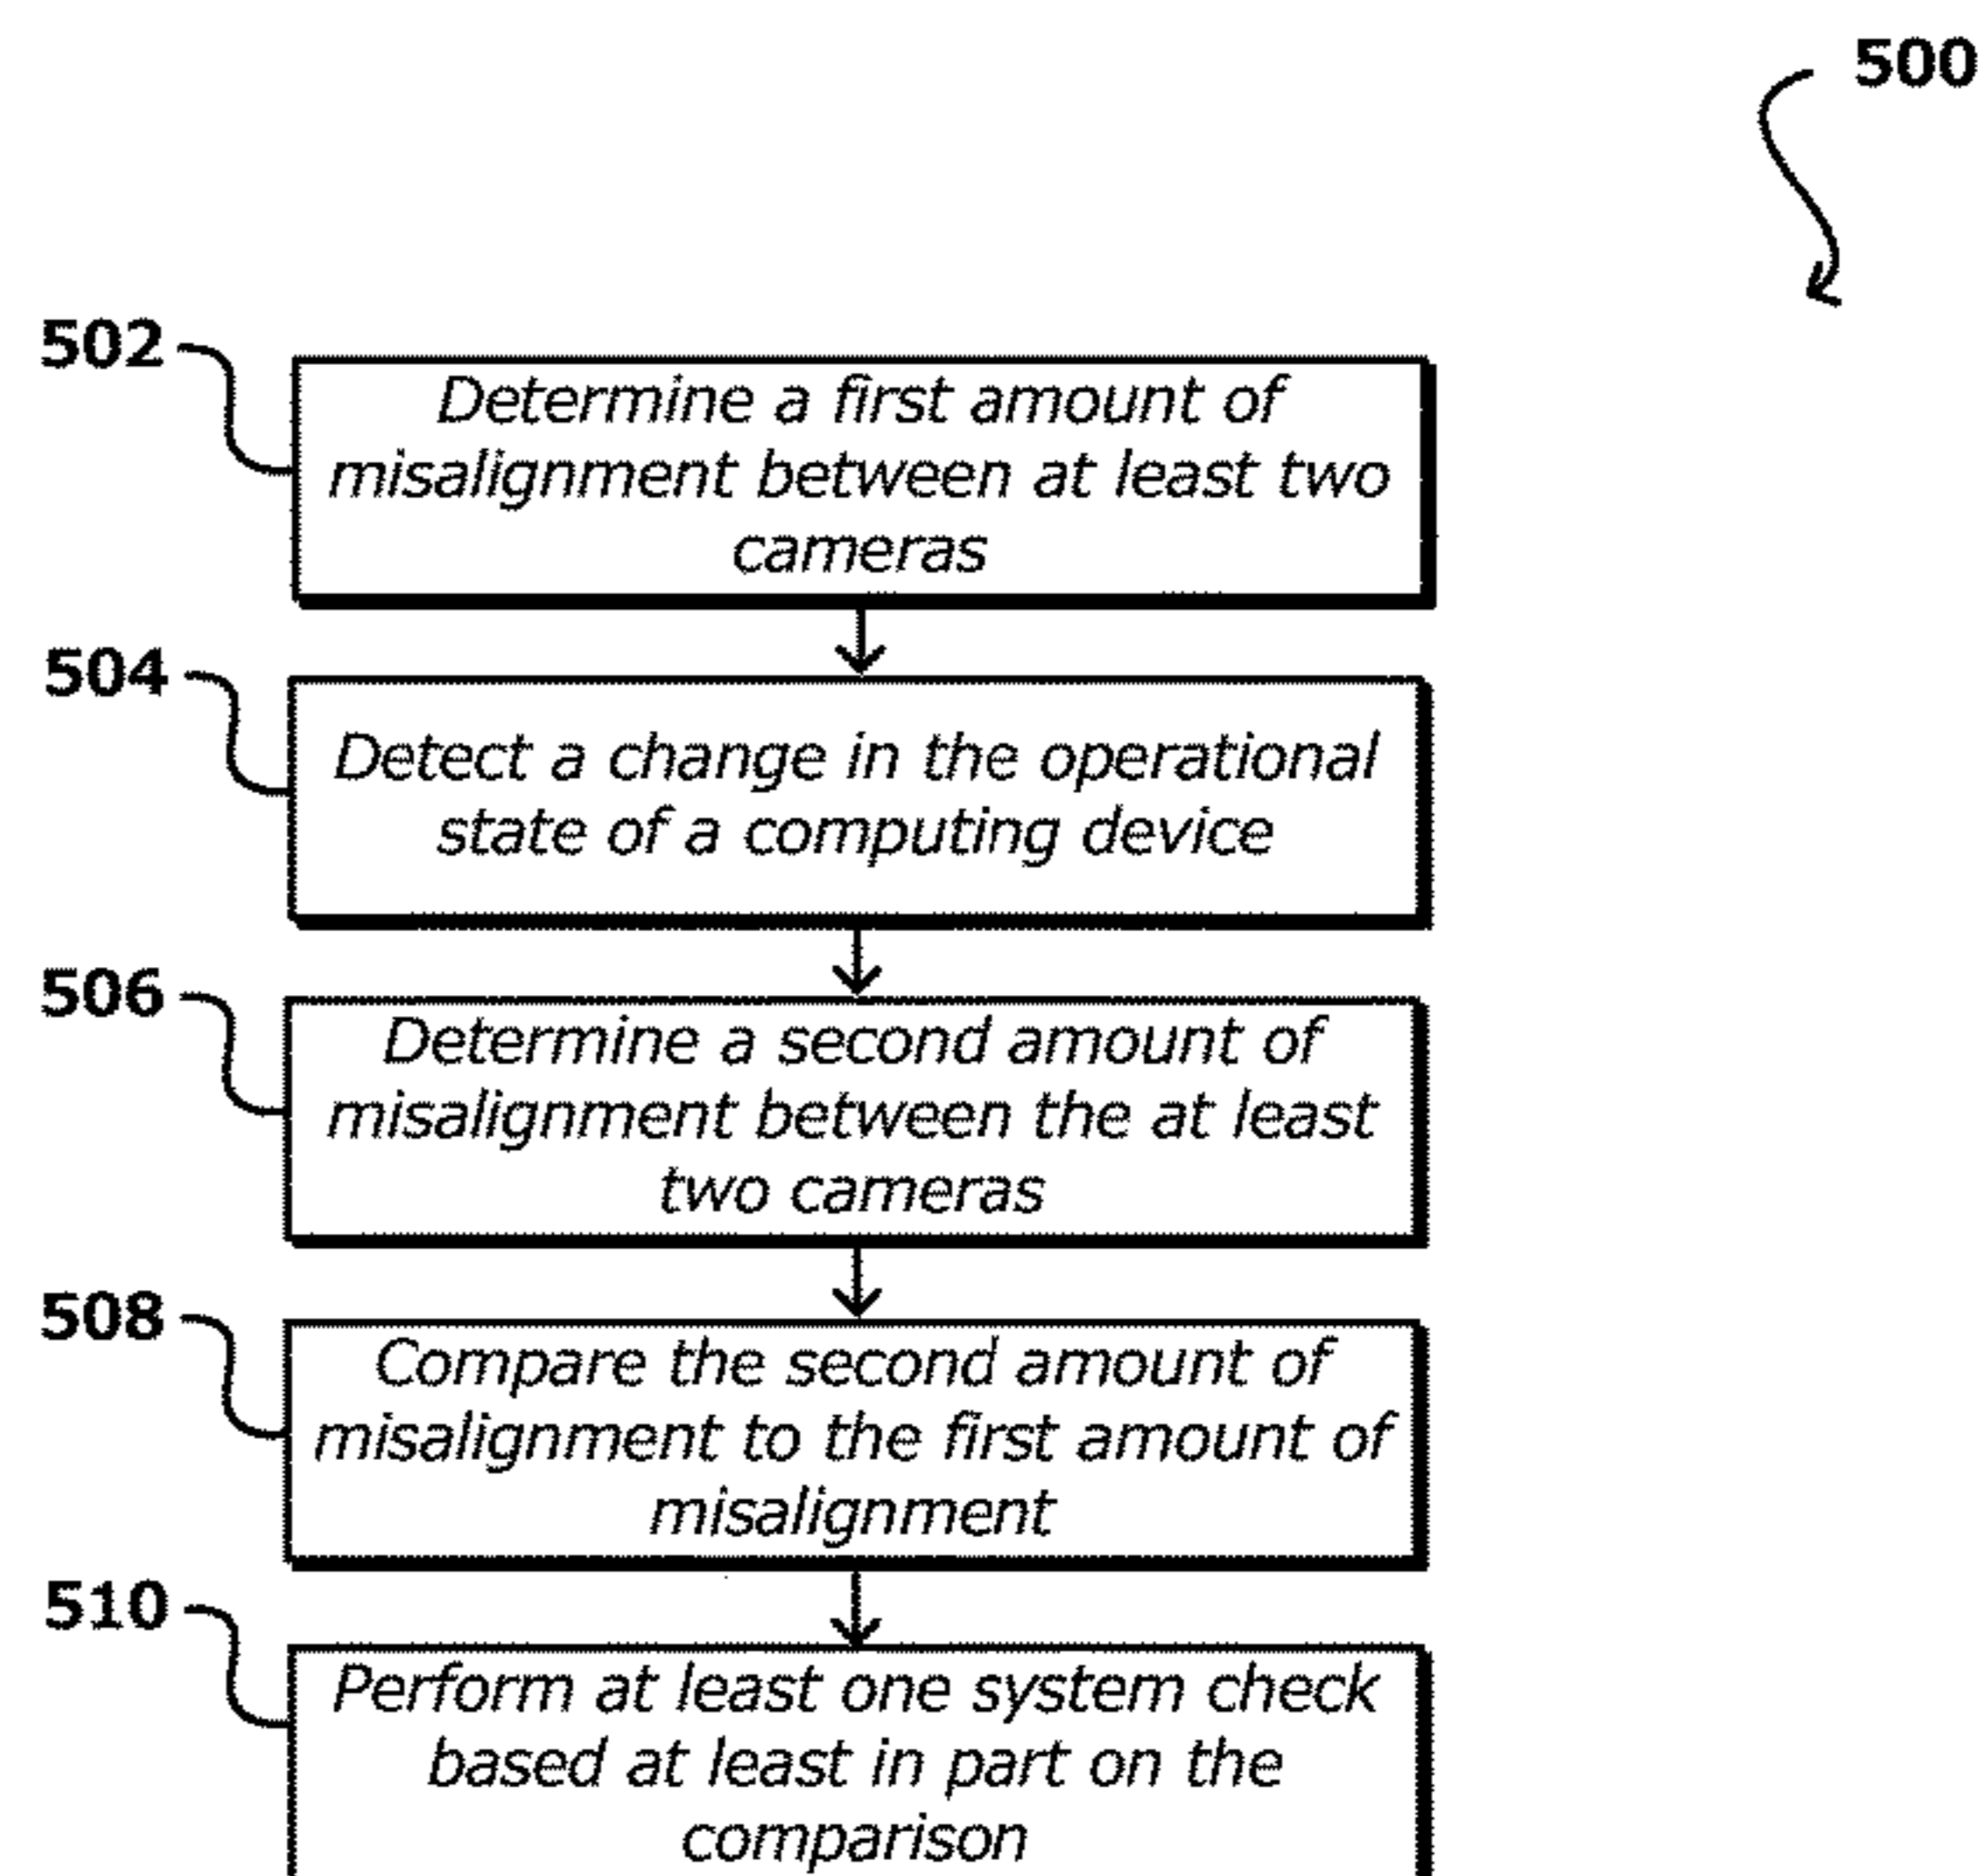 500
502
Determine a first amount of
misalignment between at least two
cameras
504
Detect a change in the operational
state of a computing device
506
Determine a second amount of
misalignment between the at least
two cameras
508
Compare the second amount of
misalignment to the first amount of
misalignment
510
Perform at least one system check
based at least in part on the
comparison